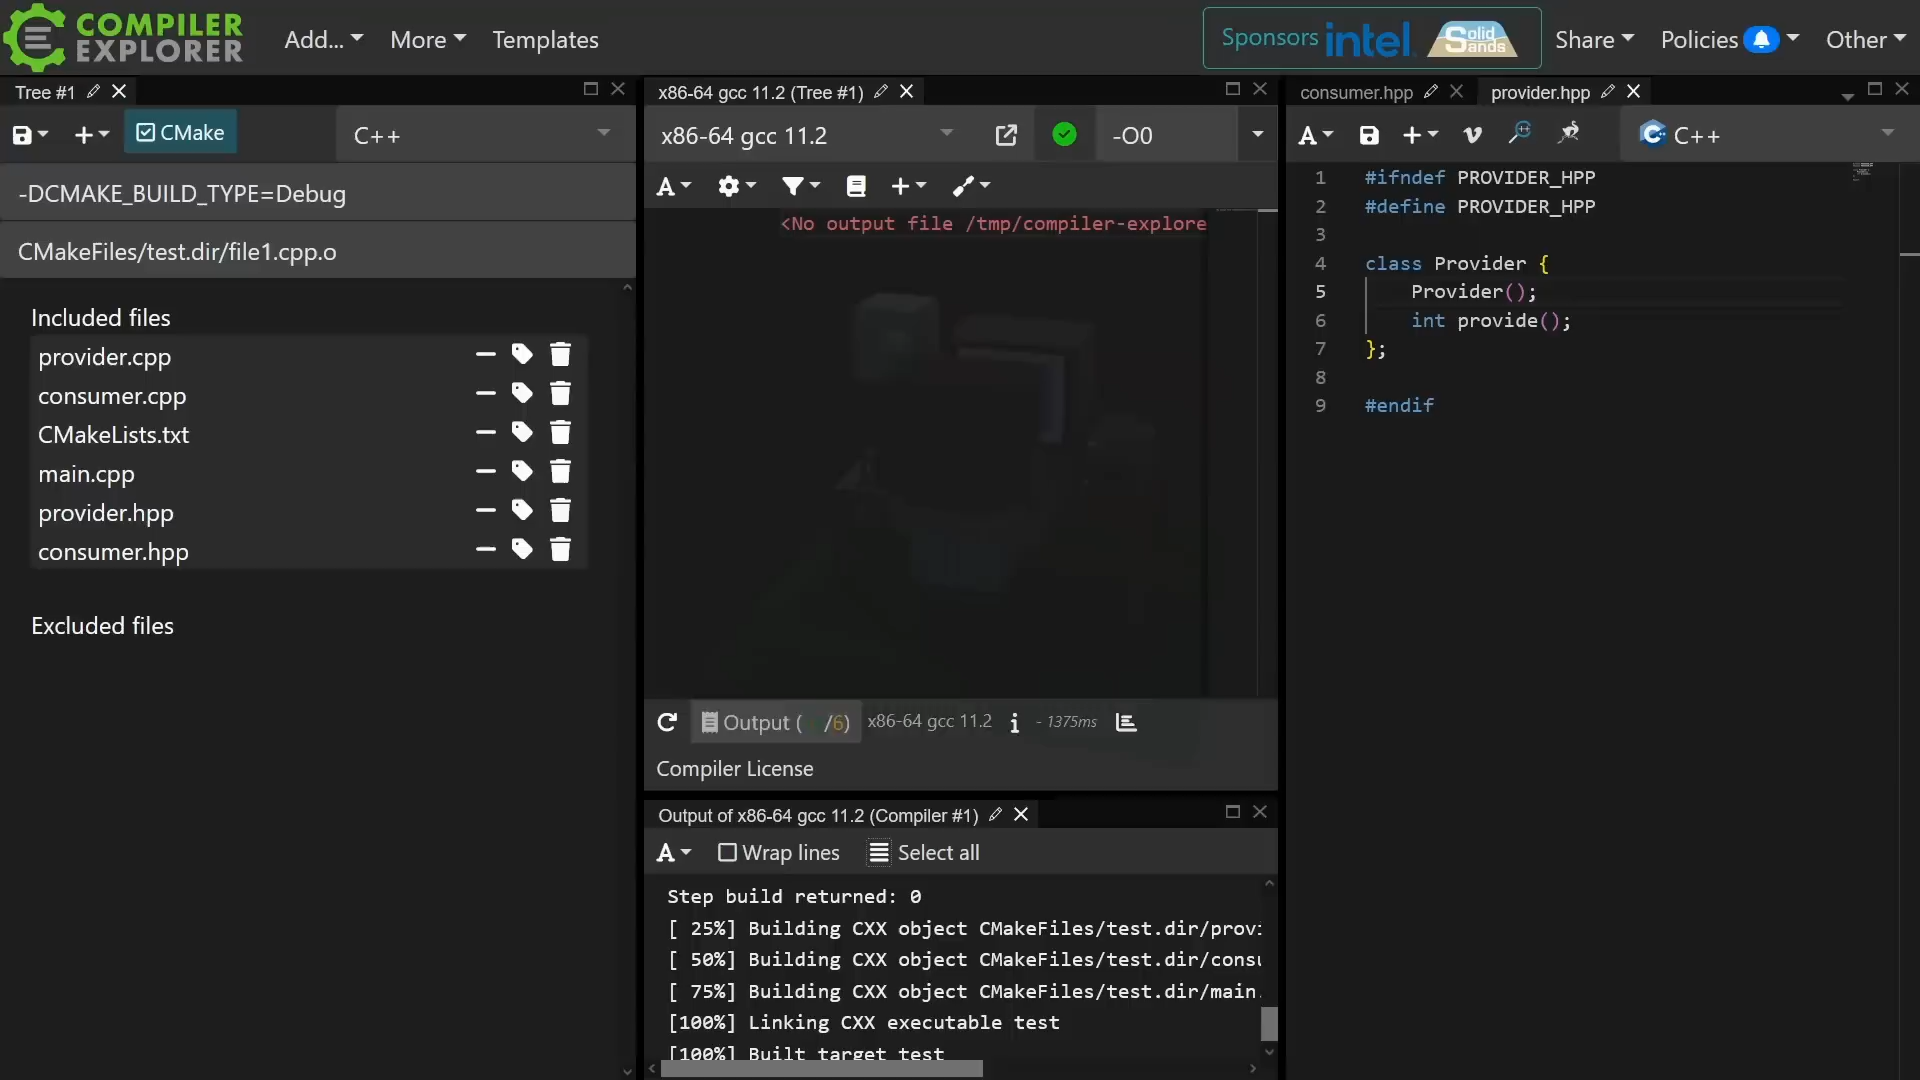 COMPILER
EXPLORER
Add...
More
Templates
Sponsors
intel
Solid
Sands
Share
Policies
Other
Tree #1
CMake
C++
-DCMAKE_BUILD_TYPE=Debug
CMakeFiles/test.dir/file1.cpp.o
Included files
provider.cpp
consumer.cpp
CMakeLists.txt
main.cpp
provider.hpp
consumer.hpp
Excluded files
x86-64 gcc 11.2 (Tree #1)
x86-64 gcc 11.2
-O0
A
<No output file /tmp/compiler-explore
Output ( /6)
x86-64 gcc 11.2
- 1375ms
Compiler License
Output of x86-64 gcc 11.2 (Compiler #1)
A
Wrap lines
Select all
Step build returned: 0
[ 25%] Building CXX object CMakeFiles/test.dir/provi
[ 50%] Building CXX object CMakeFiles/test.dir/consu
[ 75%] Building CXX object CMakeFiles/test.dir/main.
[100%] Linking CXX executable test
[100%] Built target test
consumer.hpp
provider.hpp
A
C++
1 #ifndef PROVIDER_HPP
2 #define PROVIDER_HPP
3
4 class Provider {
5 Provider();
6 int provide();
7 };
8
9 #endif